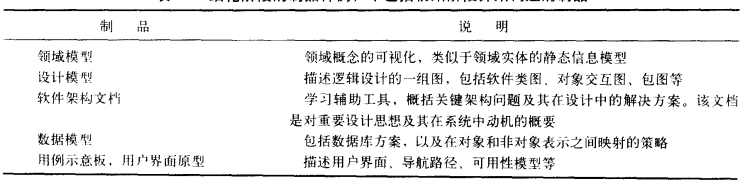 制 品 说 明
领域模型 领域概念的可视化，类似于领域实体的静态信息模型
设计模型 描述逻辑设计的一组图，包括软件类图、对象交互图、包图等
软件架构文档 学习辅助工具，概括关键架构问题及其在设计中的解决方案。该文档
是对重要设计思想及其在系统中动机的概要
数据模型 包括数据库方案，以及在对象和非对象表示之间映射的策略
用例示意板，用户界面原型 描述用户界面、导航路径、可用性模型等